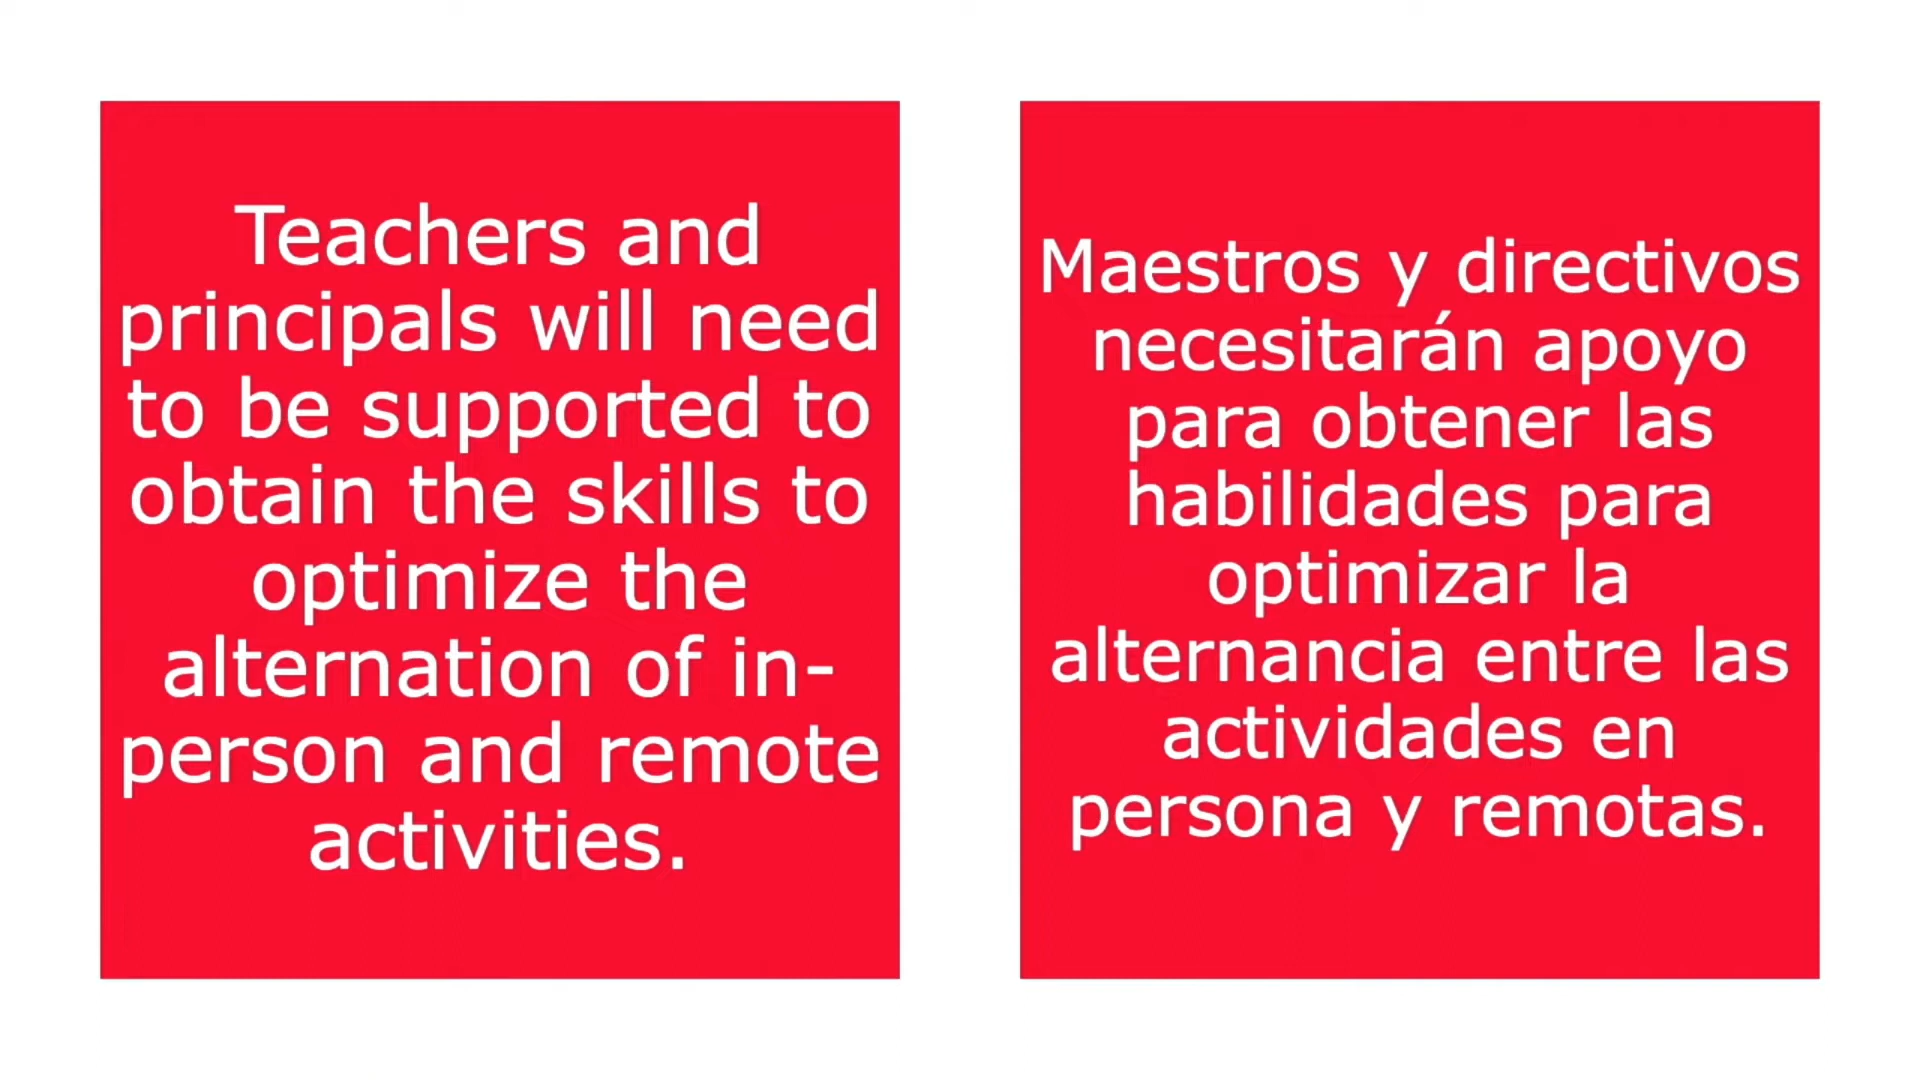 Teachers and
principals will need
to be supported to
obtain the skills to
optimize the
alternation of in-
person and remote
activities.
Maestros y directivos
necesitarán apoyo
para obtener las
habilidades para
optimizar la
alternancia entre las
actividades en
persona y remotas.